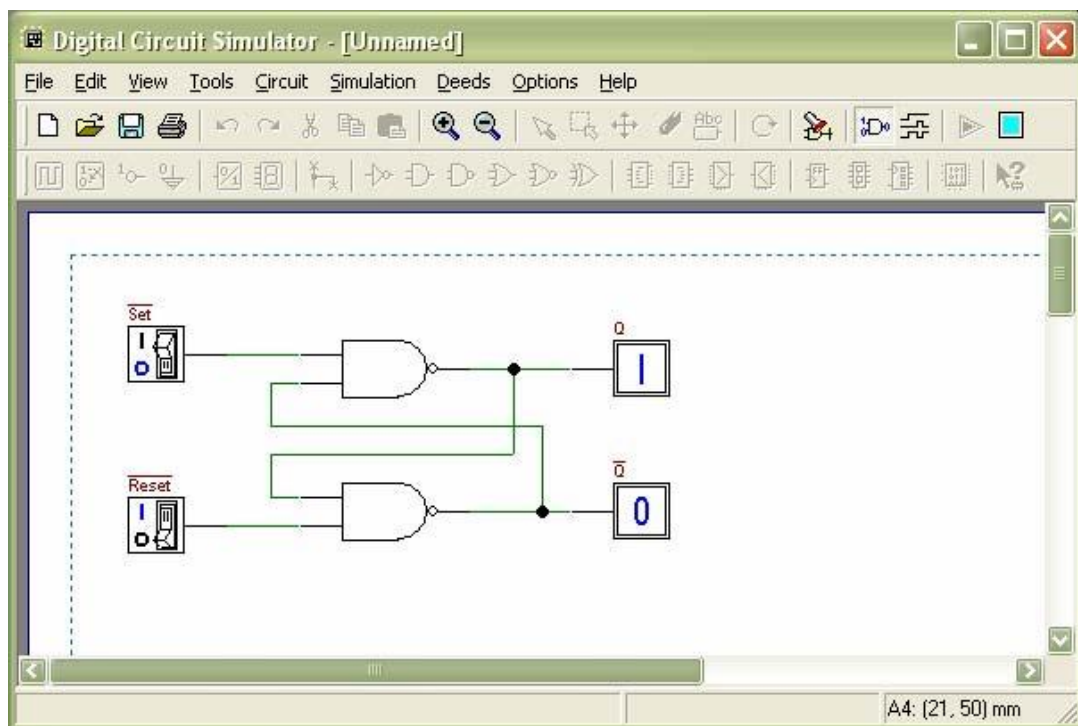 Digital Circuit Simulator - [Unnamed]
File Edit View Tools Circuit Simulation Deeds Options Help
Abc
Set
I
O
Q
1
Reset
I
O
Q
0
A4: (21, 50) mm